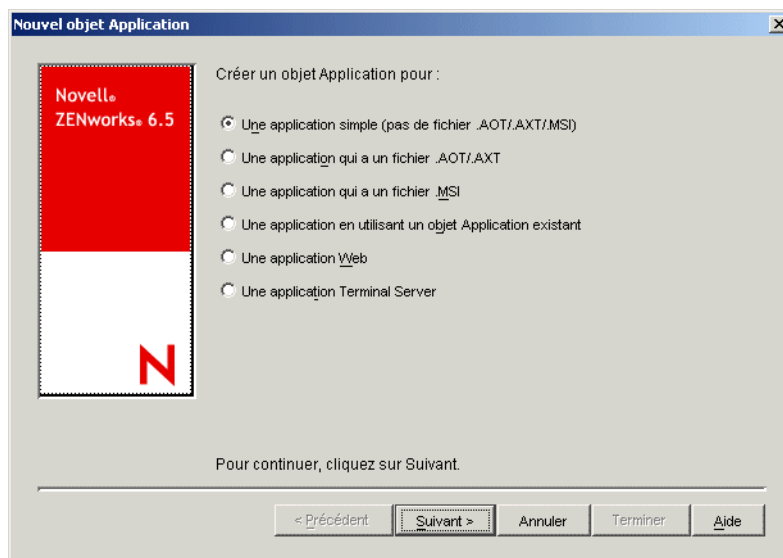 Nouvel objet Application
Novell®
ZENworks® 6.5
Créer un objet Application pour :
Une application simple (pas de fichier .AOT/.AXT/.MSI)
Une application qui a un fichier .AOT/.AXT
Une application qui a un fichier .MSI
Une application en utilisant un objet Application existant
Une application Web
Une application Terminal Server
N
Pour continuer, cliquez sur Suivant.
< Précédent
Suivant >
Annuler
Terminer
Aide